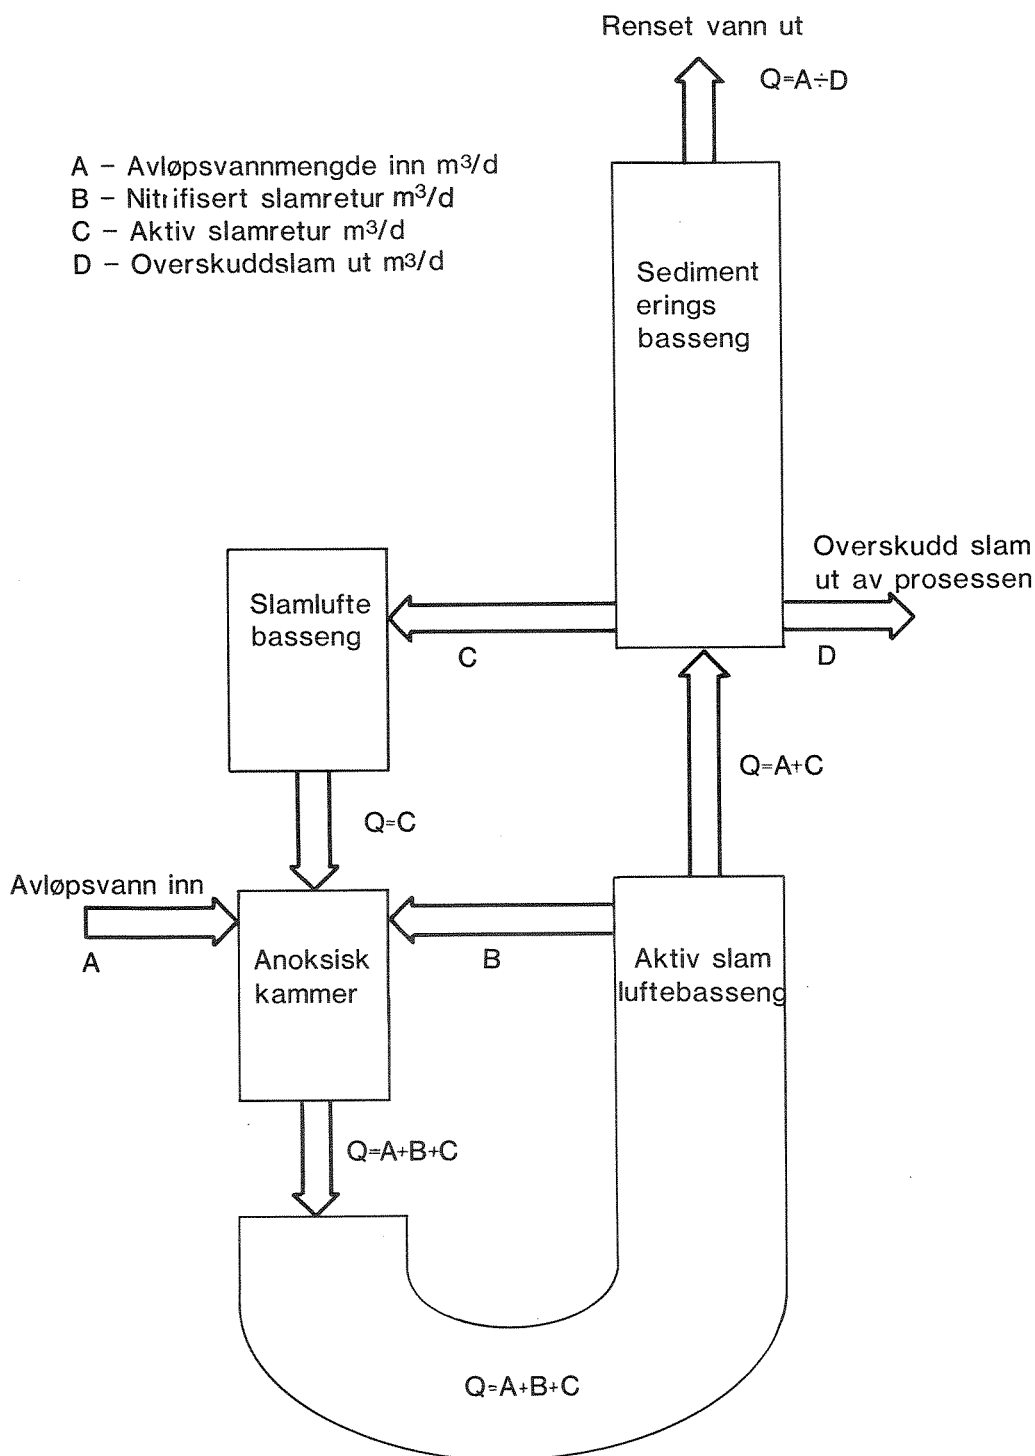 Renset vann ut
Q=A÷D
A – Avløpsvannmengde inn m³/d
B – Nitrifisert slamretur m³/d
C – Aktiv slamretur m³/d
D – Overskuddslam ut m³/d
Sediment
erings
basseng
Overskudd slam
ut av prosessen
Slamlufte
basseng
C
D
Q=A+C
Q=C
Avløpsvann inn
A
Anoksisk
kammer
B
Aktiv slam
luftebasseng
Q=A+B+C
Q=A+B+C